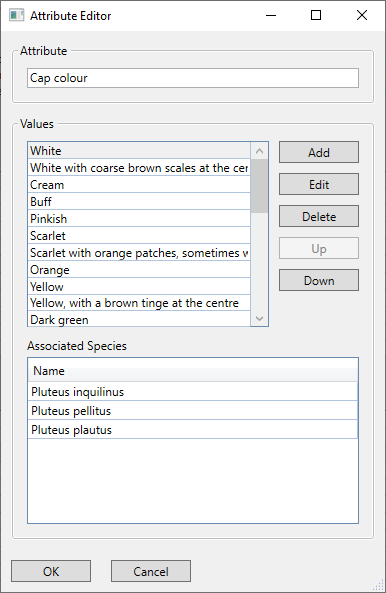 Attribute Editor
Attribute
Cap colour
Values
White
White with coarse brown scales at the cen
Cream
Buff
Pinkish
Scarlet
Scarlet with orange patches, sometimes w
Orange
Yellow
Yellow, with a brown tinge at the centre
Dark green
Add
Edit
Delete
Up
Down
Associated Species
Name
Pluteus inquilinus
Pluteus pellitus
Pluteus plautus
OK
Cancel